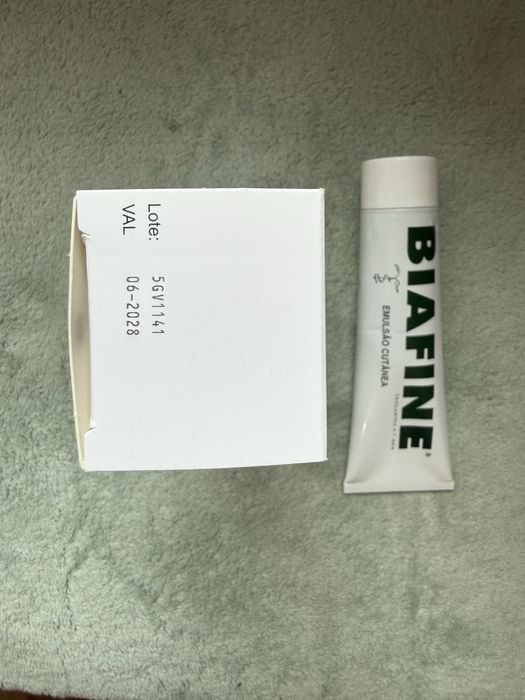 Lote: 5GV1141
VAL 06-2028
BIAFINE®
EMULSÃO CUTÂNEA